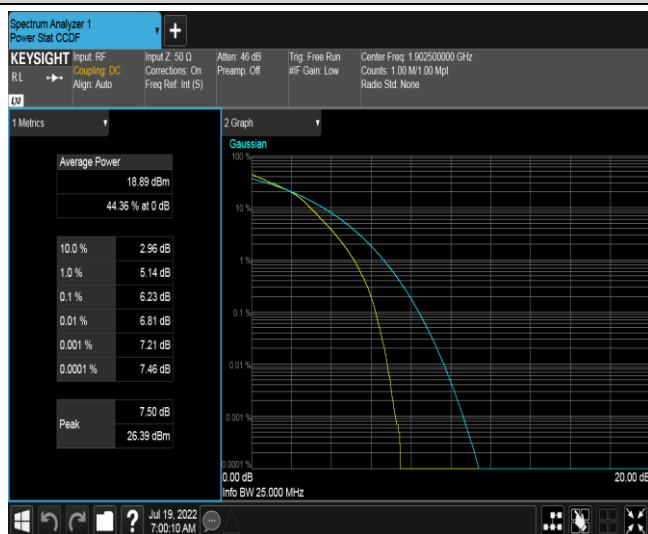 Spectrum Analyzer 1
Power Stat CCDF
+
KEYSIGHT
RL
LXI
Input: RF
Coupling: DC
Align: Auto
Input Z: 50 Ω
Corrections: On
Freq Ref: Int (S)
Atten: 46 dB
Preamp: Off
Trig: Free Run
#IF Gain: Low
Center Freq: 1.902500000 GHz
Counts: 1.00 M/1.00 Mpt
Radio Std: None
1 Metrics
Average Power
18.89 dBm
44.36 % at 0 dB
10.0 % 2.96 dB
1.0 % 5.14 dB
0.1 % 6.23 dB
0.01 % 6.81 dB
0.001 % 7.21 dB
0.0001 % 7.46 dB
Peak
7.50 dB
26.39 dBm
2 Graph
Gaussian
100 %
10 %
1 %
0.1 %
0.01 %
0.001 %
0.0001 %
0.00 dB 20.00 dB
Info BW 25.000 MHz
?
Jul 19, 2022
7:00:10 AM